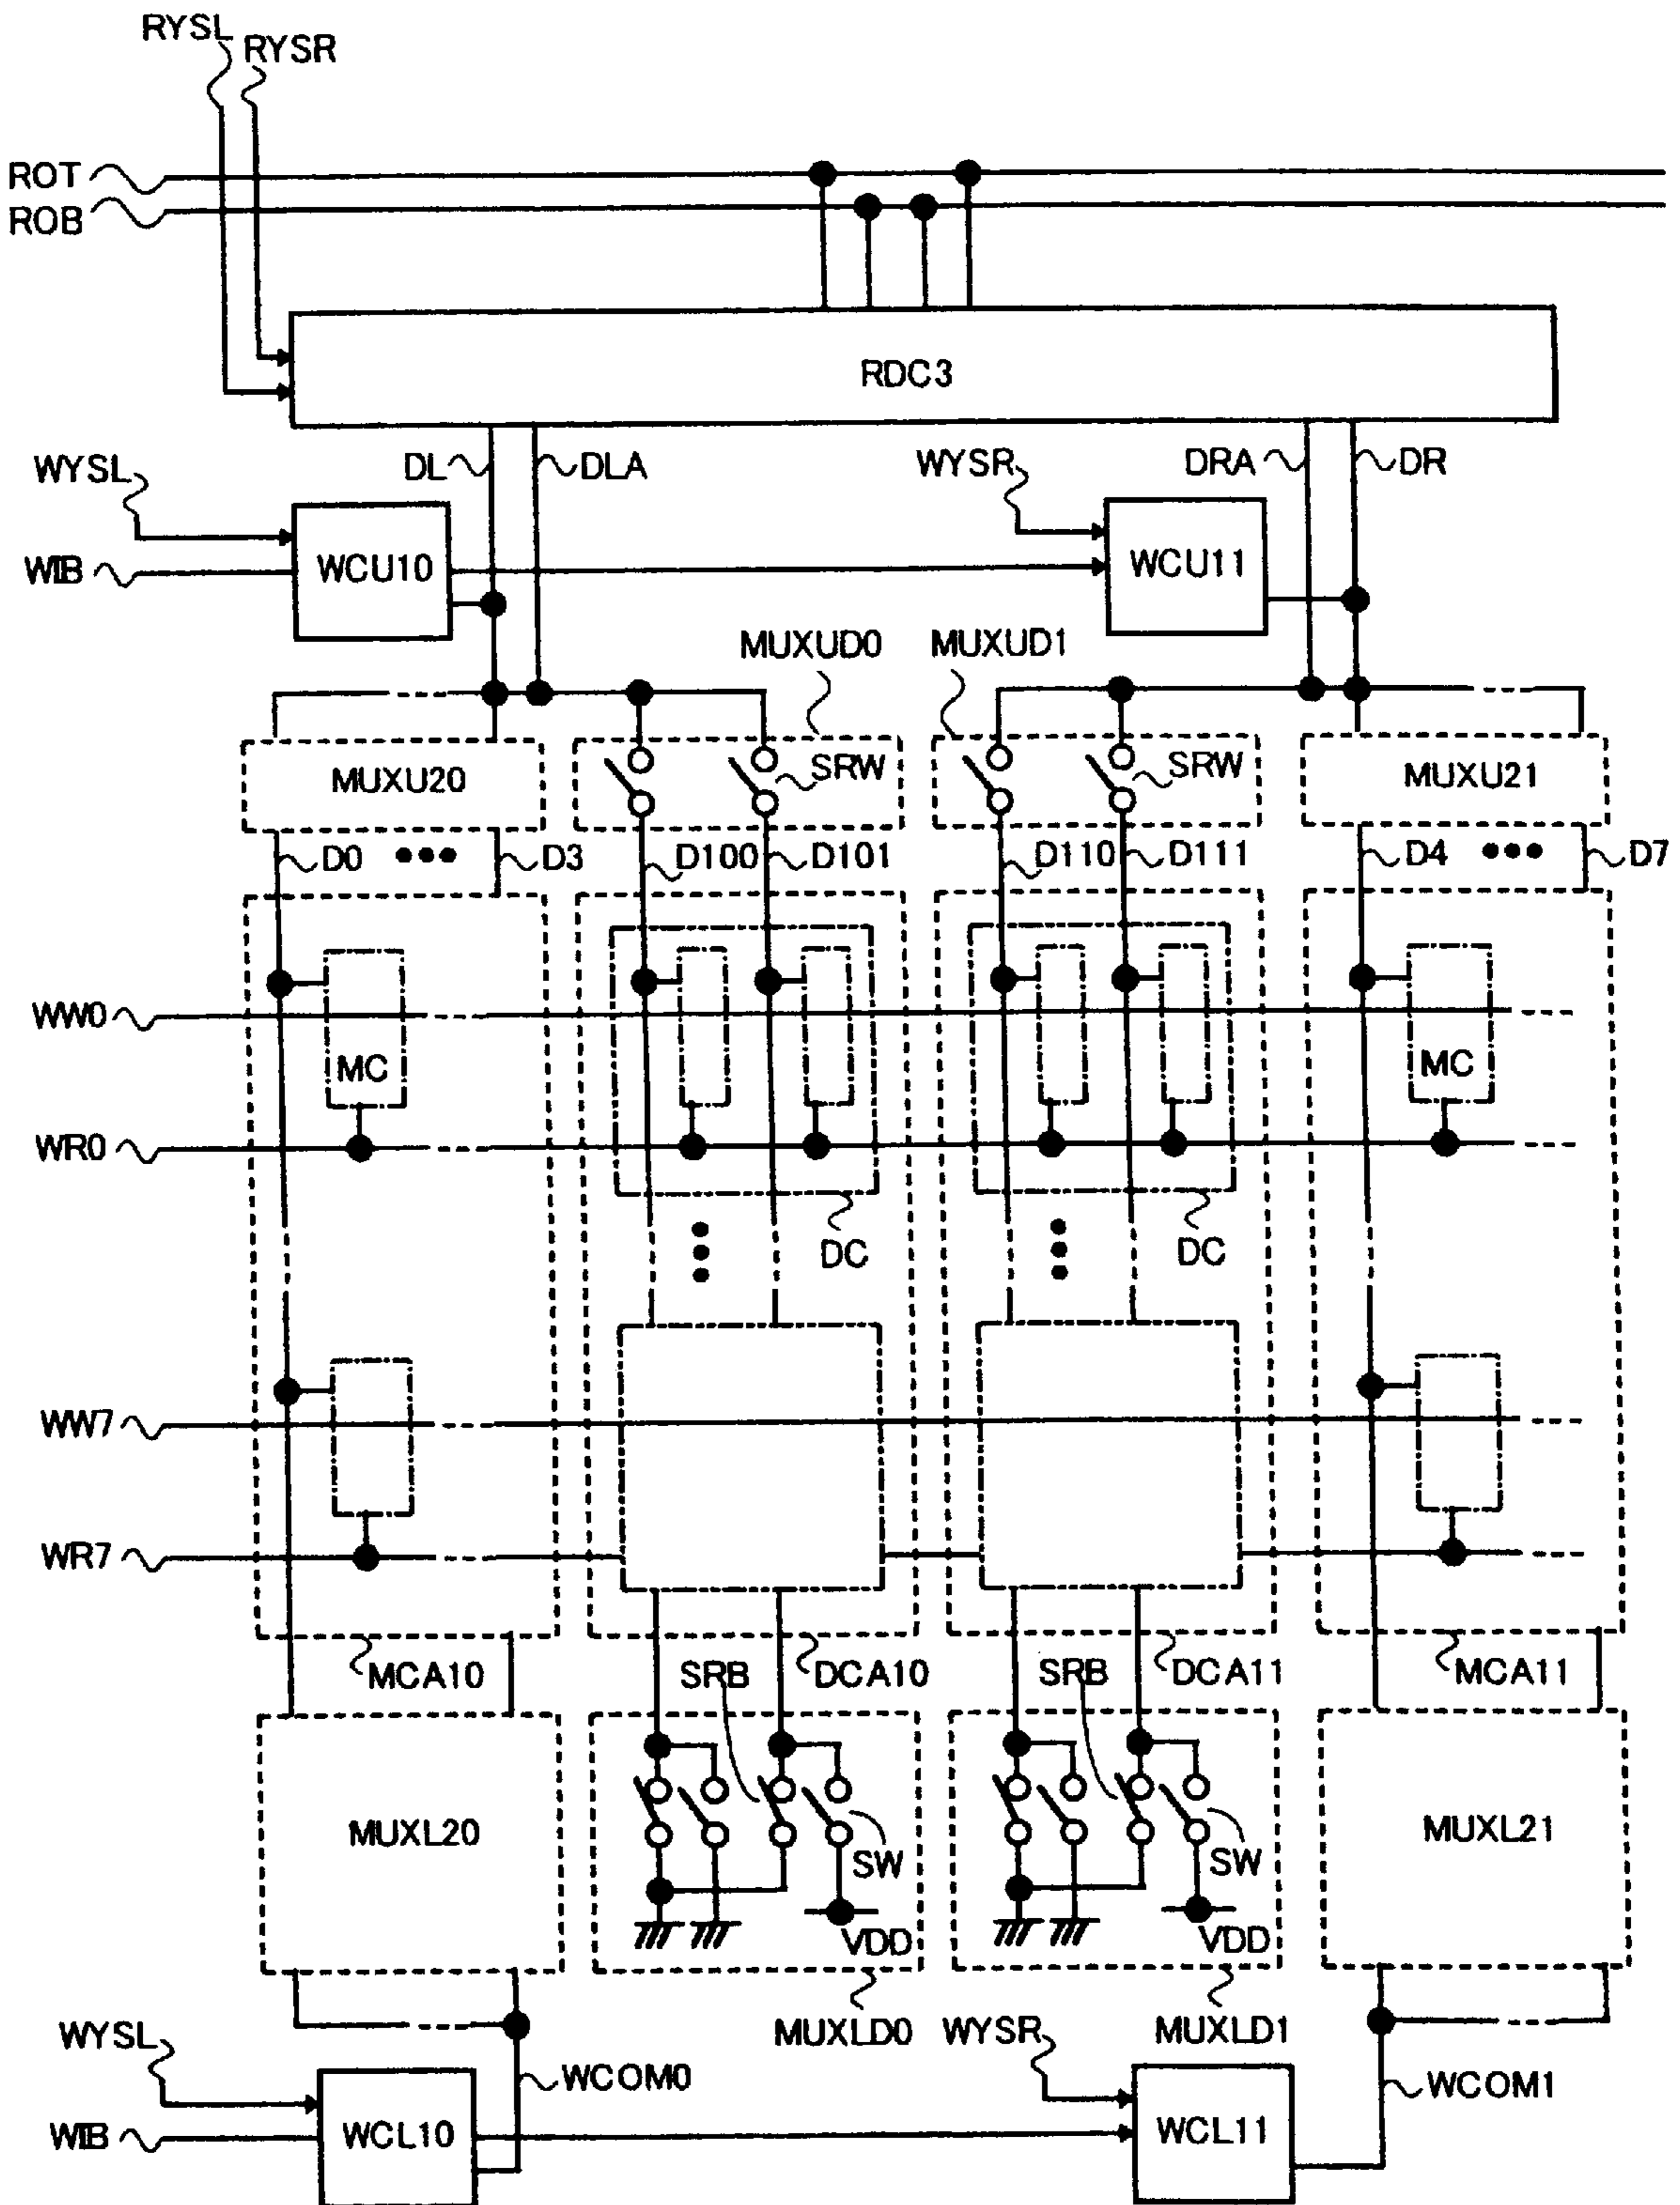 RYSL
RYSR
ROT
ROB
RDC3
DL
DLA
DRA
DR
WYSL
WYSR
WIB
WCU10
WCU11
MUXUD0
MUXUD1
MUXU20
SRW
SRW
MUXU21
D0 ••• D3
D100
D101
D110
D111
D4 ••• D7
WW0
MC
MC
WR0
DC
DC
WW7
WR7
MCA10
SRB
DCA10
SRB
DCA11
MCA11
MUXL20
SW
SW
MUXL21
VDD
VDD
WYSL
MUXLD0
WYSR
MUXLD1
WCOM0
WCOM1
WIB
WCL10
WCL11